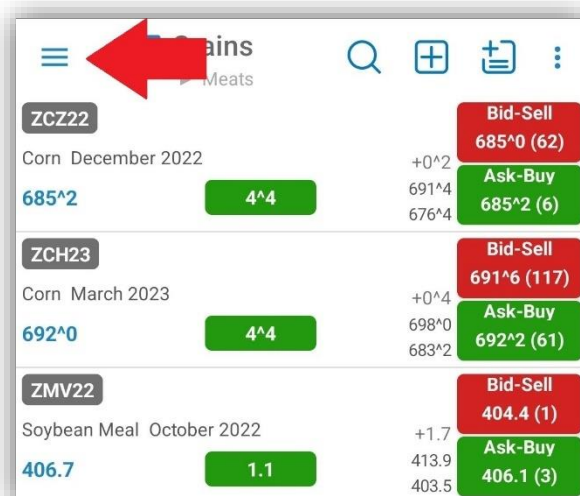 ains
Meats
ZCZ22
Corn December 2022
685^2
4^4
+0^2
691^4
676^4
Bid-Sell
685^0 (62)
Ask-Buy
685^2 (6)
ZCH23
Corn March 2023
692^0
4^4
+0^4
698^0
683^2
Bid-Sell
691^6 (117)
Ask-Buy
692^2 (61)
ZMV22
Soybean Meal October 2022
406.7
1.1
+1.7
413.9
403.5
Bid-Sell
404.4 (1)
Ask-Buy
406.1 (3)